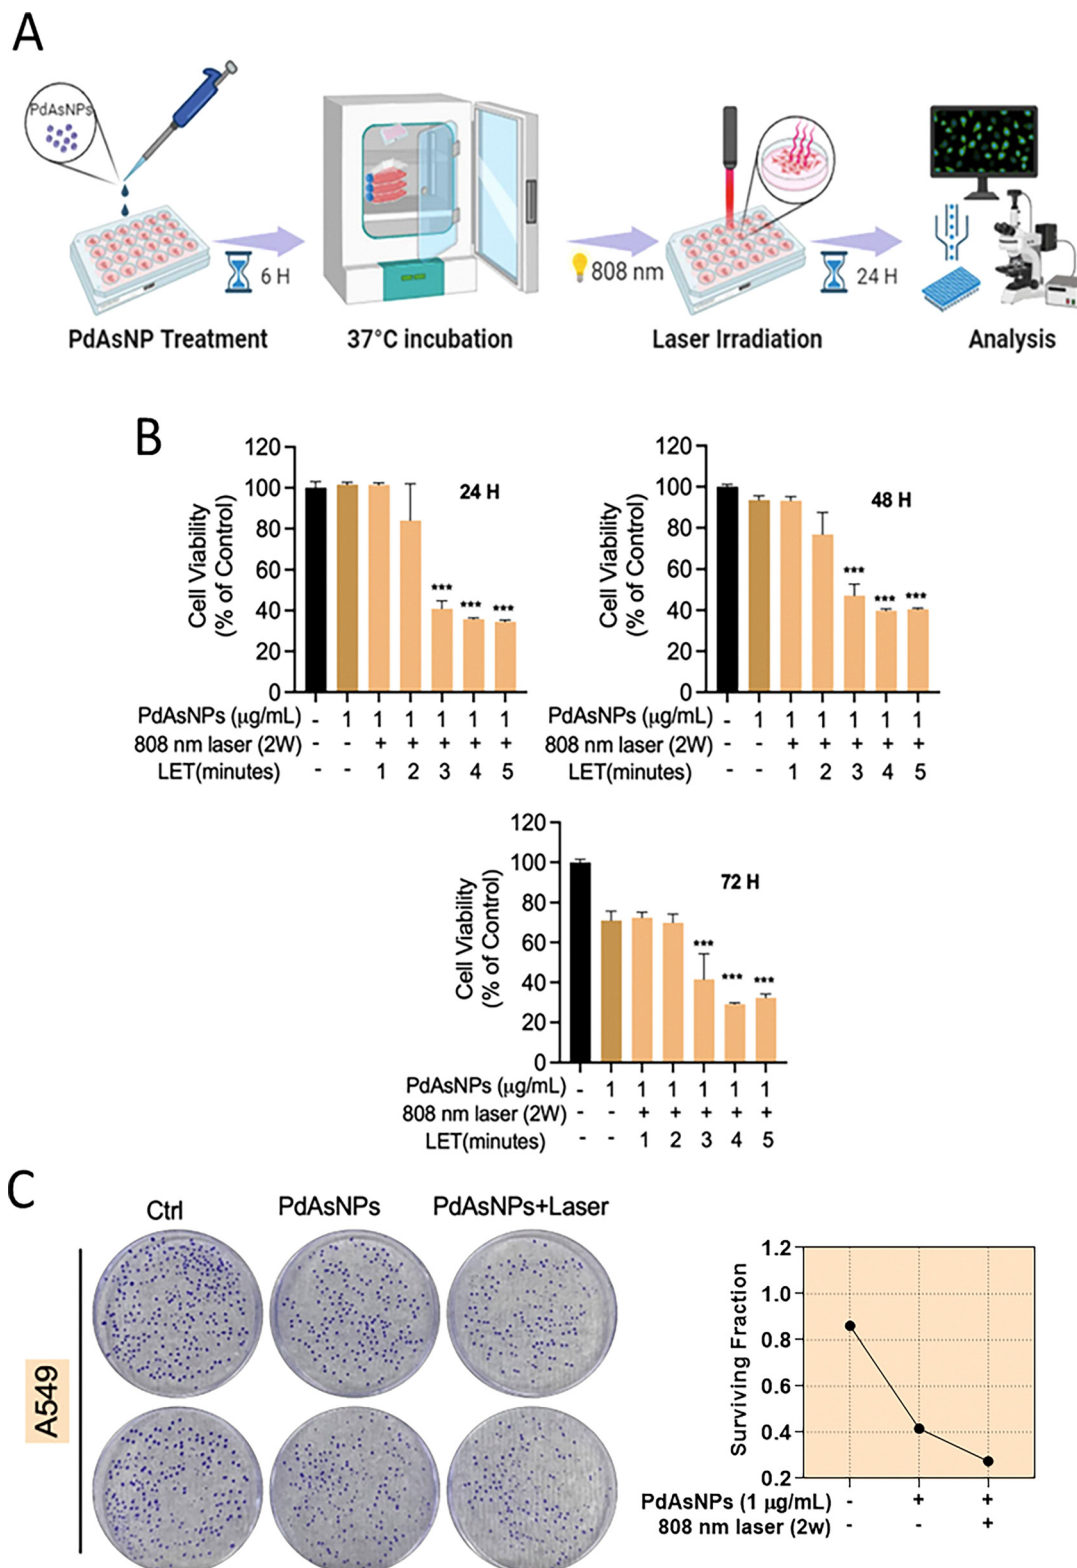 A
PdAsNPs
6 H
808 nm
24 H
PdAsNP Treatment
37°C incubation
Laser Irradiation
Analysis
B
120
100
80
60
40
20
0
Cell Viability
(% of Control)
24 H
***
***
***
PdAsNPs (μg/mL) - 1 1 1 1 1 1
808 nm laser (2W) - - + + + + +
LET(minutes) - - 1 2 3 4 5
120
100
80
60
40
20
0
Cell Viability
(% of Control)
48 H
***
***
***
PdAsNPs (μg/mL) - 1 1 1 1 1 1
808 nm laser (2W) - - + + + + +
LET(minutes) - - 1 2 3 4 5
120
100
80
60
40
20
0
Cell Viability
(% of Control)
72 H
***
***
***
PdAsNPs (μg/mL) - 1 1 1 1 1 1
808 nm laser (2W) - - + + + + +
LET(minutes) - - 1 2 3 4 5
C
Ctrl
PdAsNPs
PdAsNPs+Laser
A549
1.2
1.0
0.8
0.6
0.4
0.2
Surviving Fraction
PdAsNPs (1 μg/mL) - + +
808 nm laser (2w) - - +